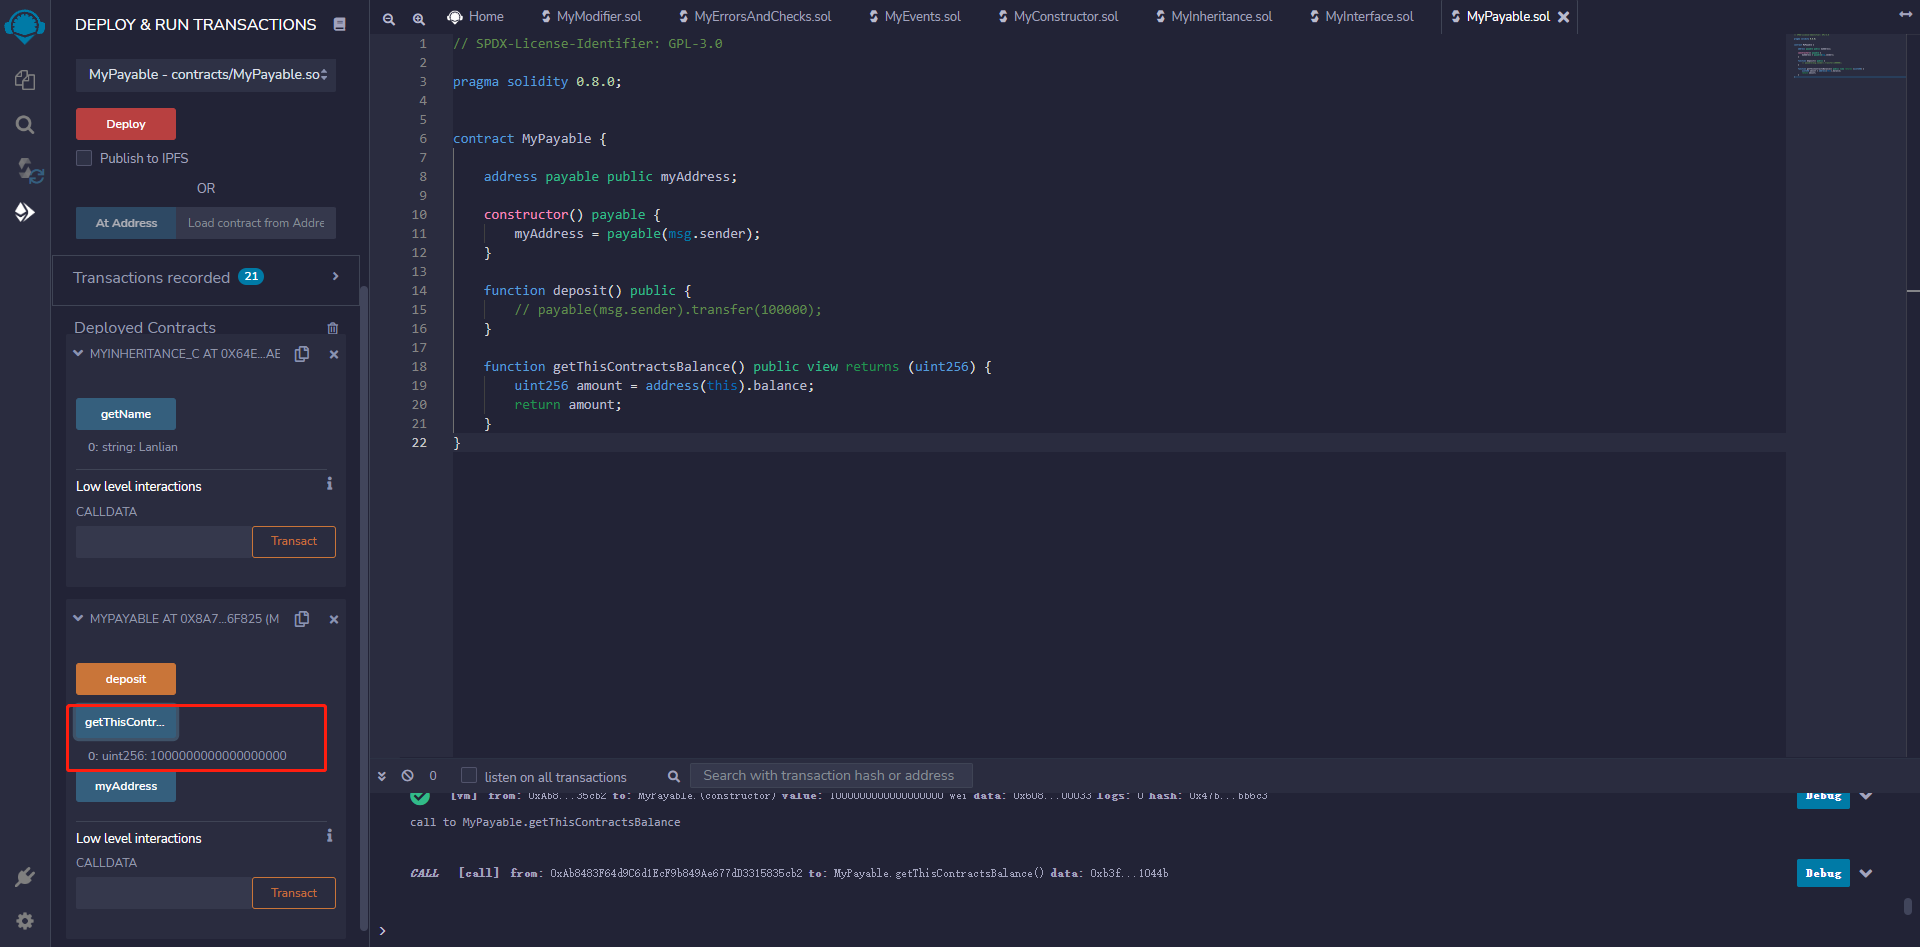 DEPLOY & RUN TRANSACTIONS
MyPayable - contracts/MyPayable.so
Deploy
Publish to IPFS
OR
At Address
Load contract from Addre
Transactions recorded 21
Deployed Contracts
MYINHERITANCE_C AT 0X64E...AE
getName
0: string: Lanlian
Low level interactions
CALLDATA
Transact
MYPAYABLE AT 0X8A7...6F825 (M
deposit
getThisContr...
0: uint256: 1000000000000000000
myAddress
Low level interactions
CALLDATA
Transact
Home
MyModifier.sol
MyErrorsAndChecks.sol
MyEvents.sol
MyConstructor.sol
MyInheritance.sol
MyInterface.sol
MyPayable.sol
1 // SPDX-License-Identifier: GPL-3.0
2
3 pragma solidity 0.8.0;
4
5
6 contract MyPayable {
7
8 address payable public myAddress;
9
10 constructor() payable {
11 myAddress = payable(msg.sender);
12 }
13
14 function deposit() public {
15 // payable(msg.sender).transfer(100000);
16 }
17
18 function getThisContractsBalance() public view returns (uint256) {
19 uint256 amount = address(this).balance;
20 return amount;
21 }
22 }
0
listen on all transactions
Search with transaction hash or address
[vm] from: 0xAb8...35cb2 to: MyPayable.(constructor) value: 1000000000000000000 wei data: 0x608...00033 logs: 0 hash: 0x47b...bb6c3
Debug
call to MyPayable.getThisContractsBalance
CALL [call] from: 0xAb8483F64d9C6d1EcF9b849Ae677dD3315835cb2 to: MyPayable.getThisContractsBalance() data: 0xb3f...1044b
Debug
>